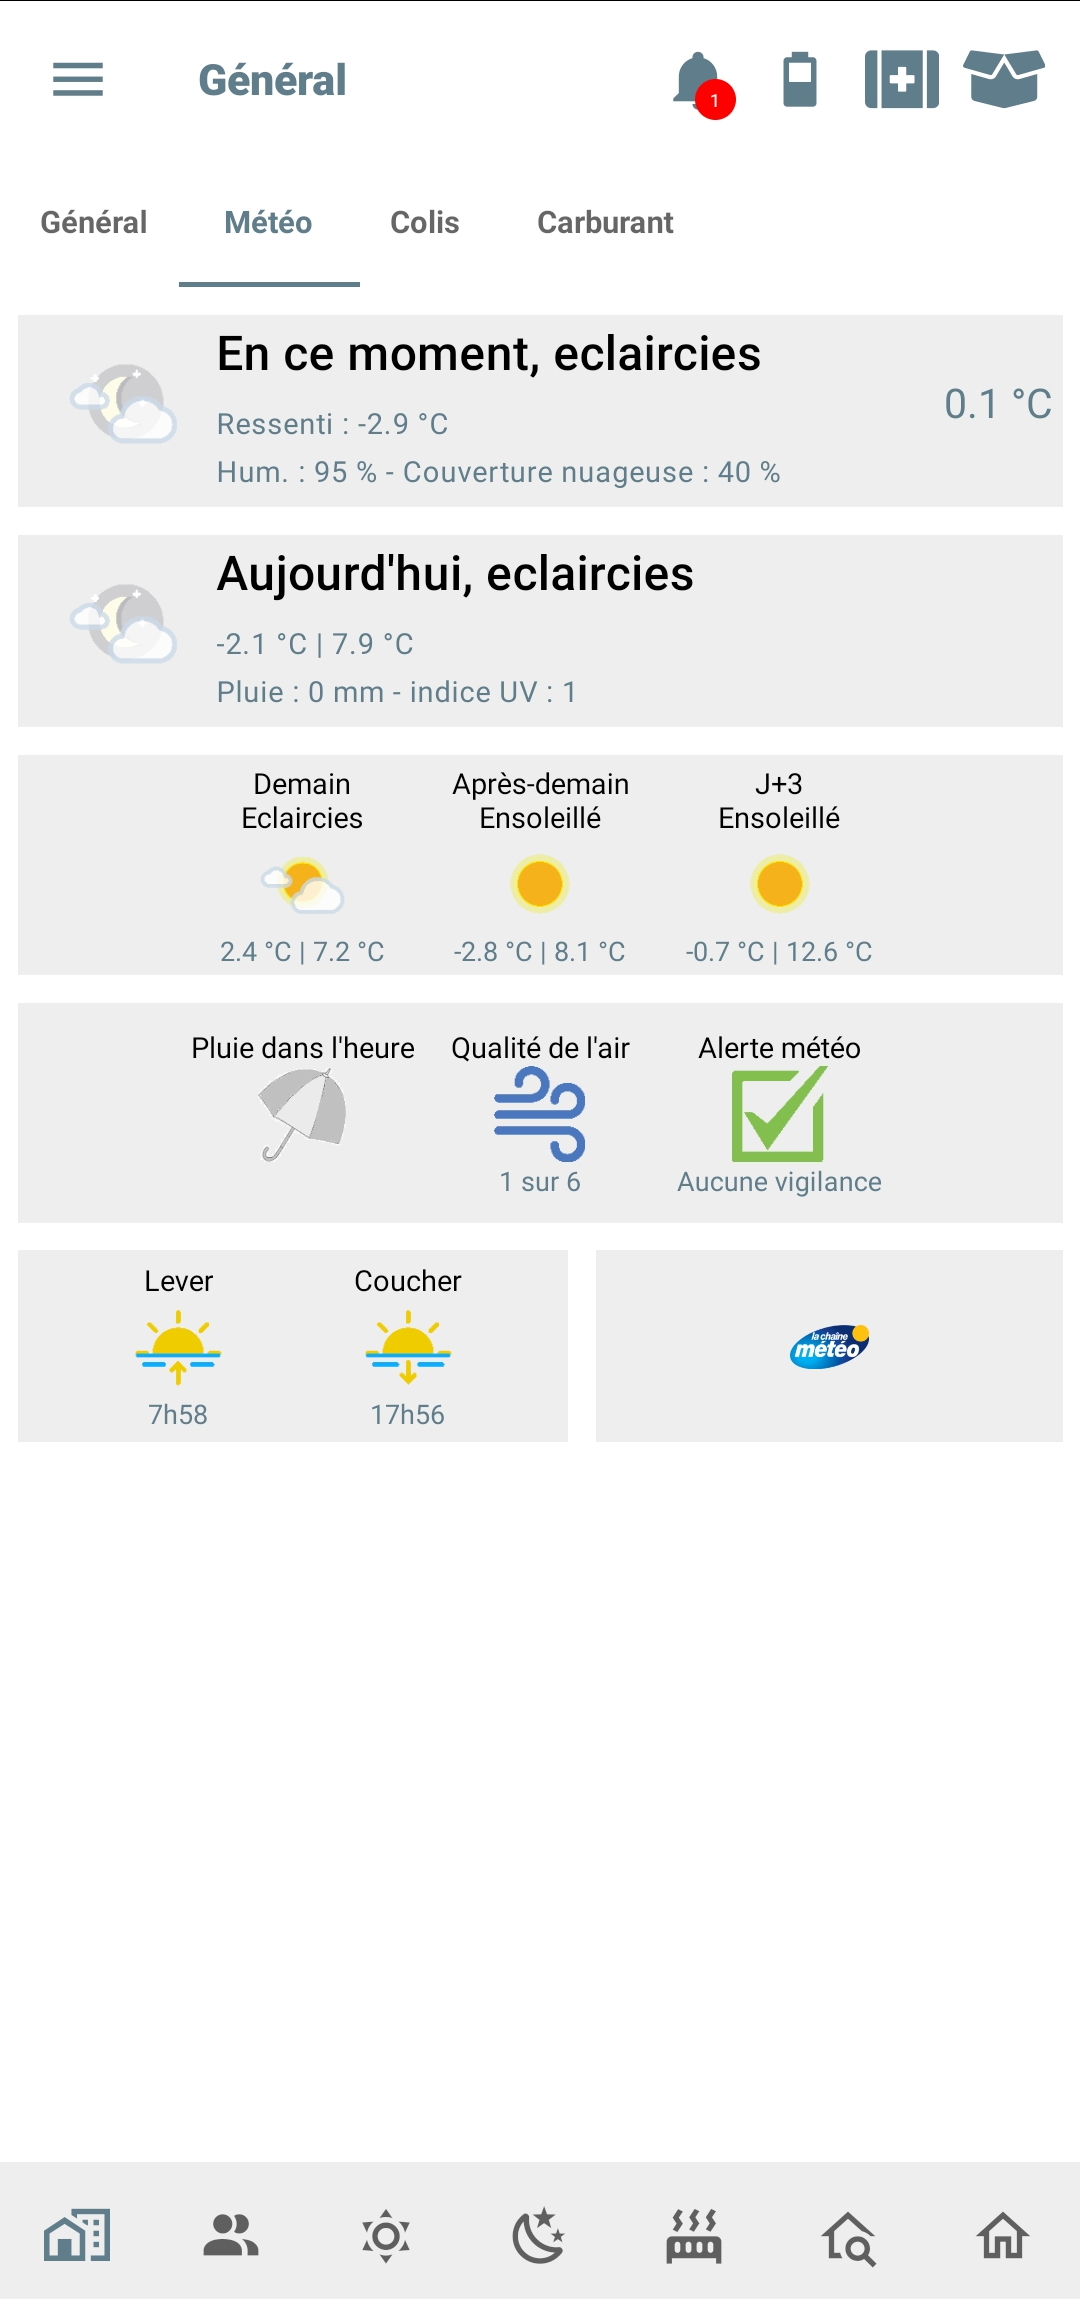 Général
1
Général Météo Colis Carburant
En ce moment, eclaircies
0.1 °C
Ressenti : -2.9 °C
Hum. : 95 % - Couverture nuageuse : 40 %
Aujourd'hui, eclaircies
-2.1 °C | 7.9 °C
Pluie : 0 mm - indice UV : 1
Demain Après-demain J+3
Eclaircies Ensoleillé Ensoleillé
2.4 °C | 7.2 °C -2.8 °C | 8.1 °C -0.7 °C | 12.6 °C
Pluie dans l'heure Qualité de l'air Alerte météo
1 sur 6 Aucune vigilance
Lever Coucher
la chaîne
météo
7h58 17h56